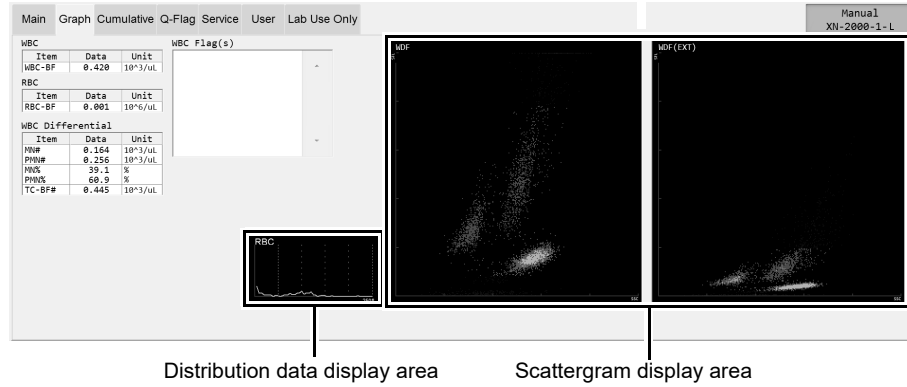 Main Graph Cumulative Q-Flag Service User Lab Use Only
Manual
XN-2000-1-L
WBC
Item Data Unit
WBC-BF 0.420 10^3/uL
RBC
Item Data Unit
RBC-BF 0.001 10^6/uL
WBC Differential
Item Data Unit
MN# 0.164 10^3/uL
PMN# 0.256 10^3/uL
MN% 39.1 %
PMN% 60.9 %
TC-BF# 0.445 10^3/uL
WBC Flag(s)
RBC
WDF
SSC
WDF(EXT)
SSC
Distribution data display area
Scattergram display area